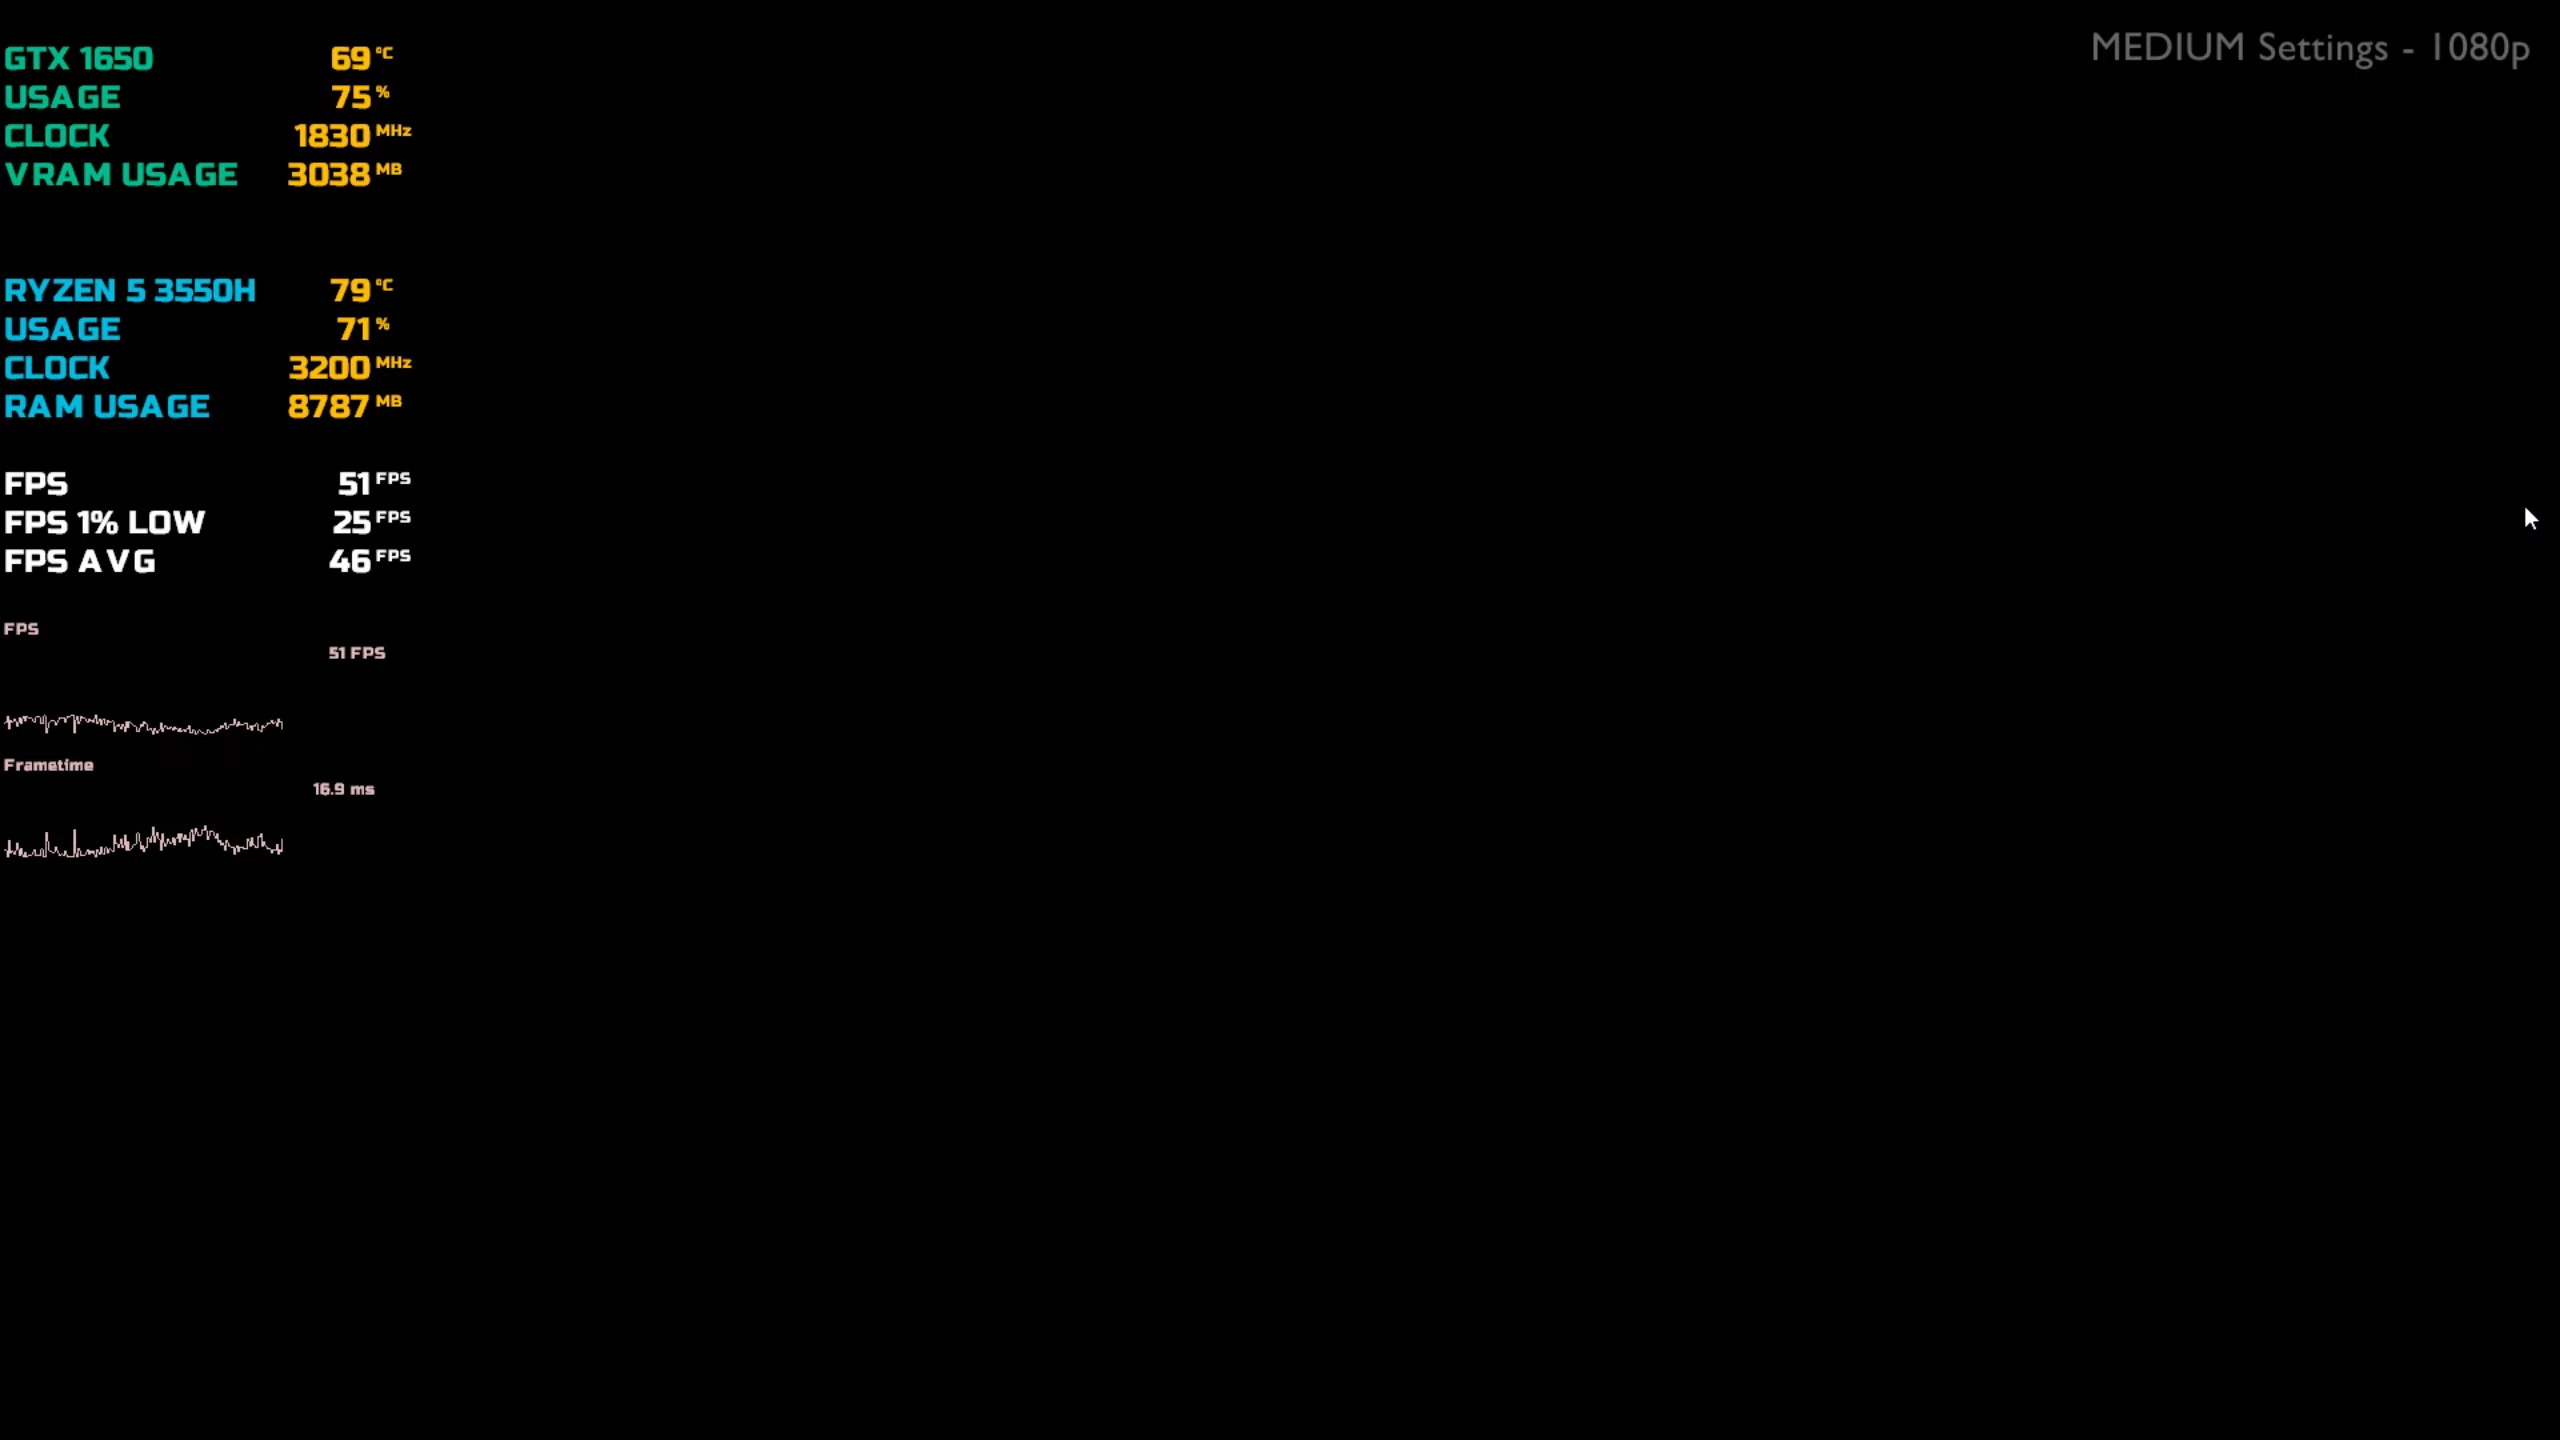 MEDIUM Settings - 1080p
GTX 1650 69 °C
USAGE 75 %
CLOCK 1830 MHz
VRAM USAGE 3038 MB
RYZEN 5 3550H 79 °C
USAGE 71 %
CLOCK 3200 MHz
RAM USAGE 8787 MB
FPS 51 FPS
FPS 1% LOW 25 FPS
FPS AVG 46 FPS
FPS
51 FPS
Frametime
16.9 ms